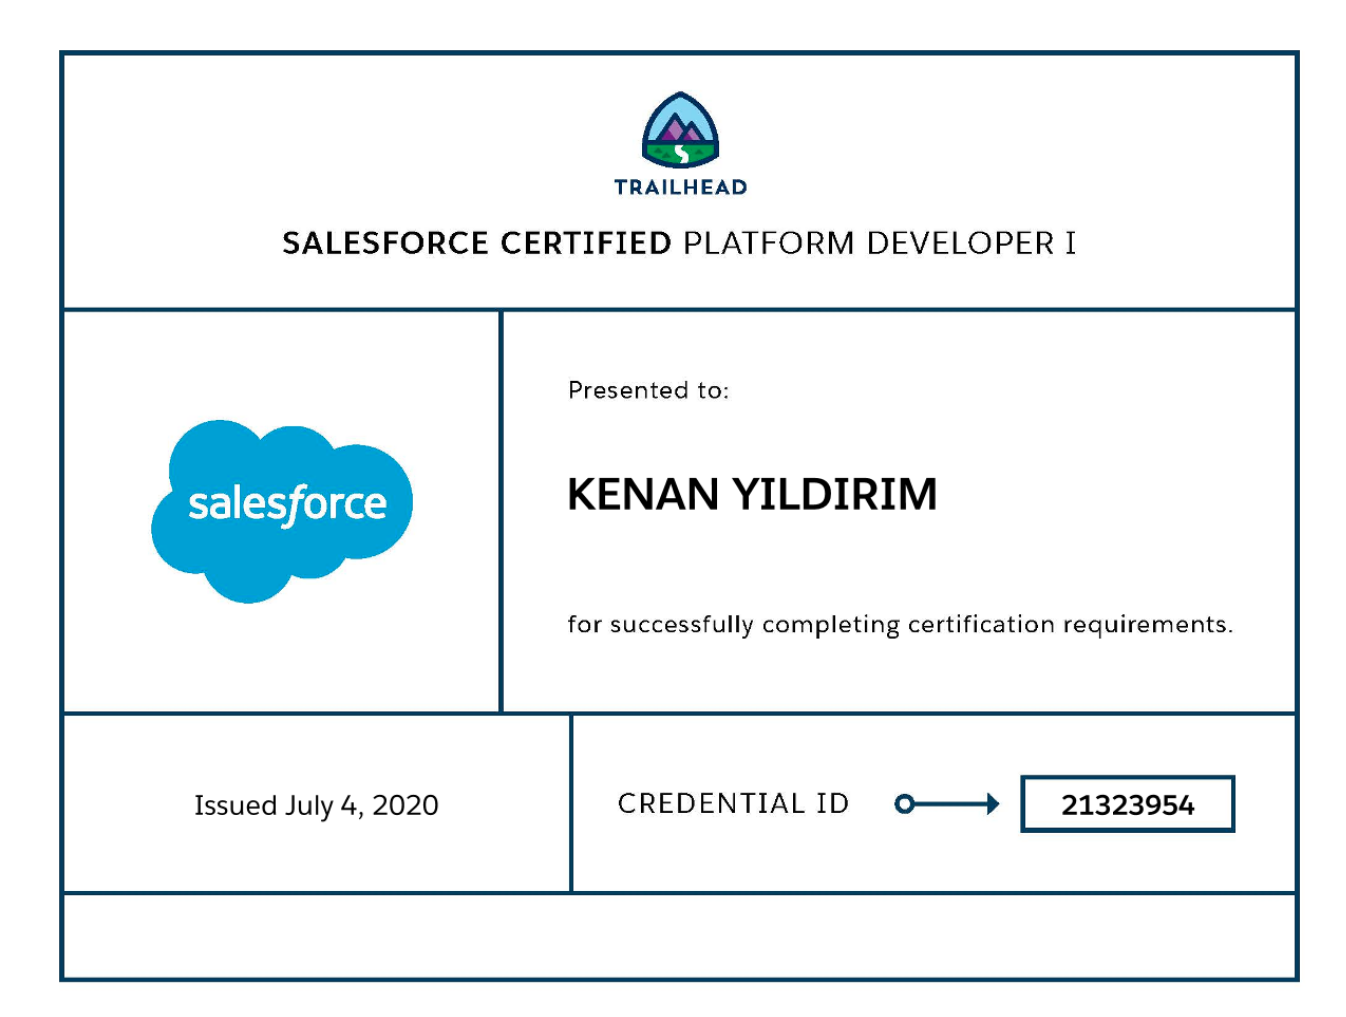 TRAILHEAD
SALESFORCE CERTIFIED PLATFORM DEVELOPER I
salesforce
Presented to:
KENAN YILDIRIM
for successfully completing certification requirements.
Issued July 4, 2020
CREDENTIAL ID
21323954